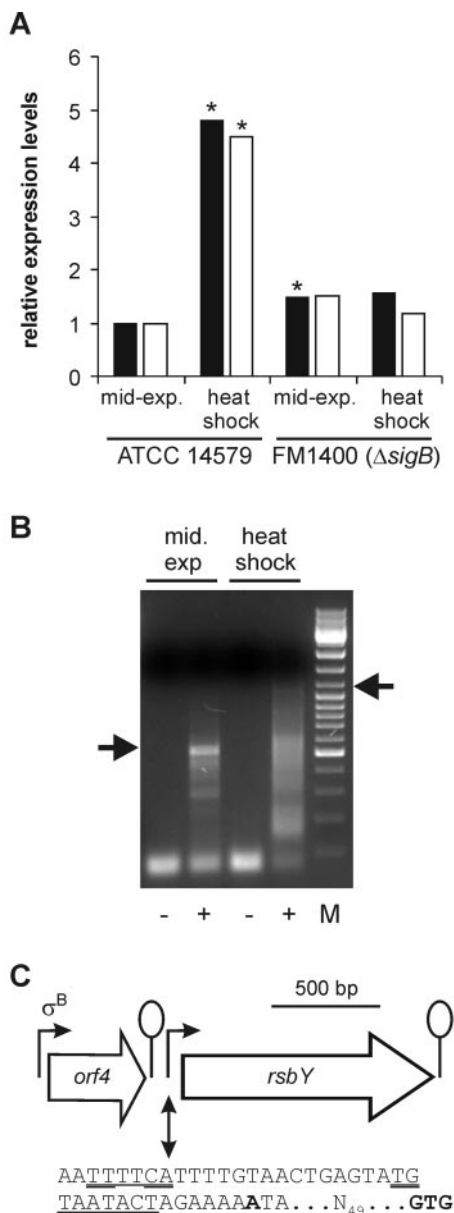 A
relative expression levels
6
5
4
3
2
1
0
* * *
mid-exp. heat shock mid-exp. heat shock
ATCC 14579 FM1400 (ΔsigB)
B
mid. exp heat shock
- + - + M
C
σB 500 bp
orf4 rsbY
AATTTTCATTTTGTAACTGAGTATG
TAATACTAGAAAAATA...N49...GTG